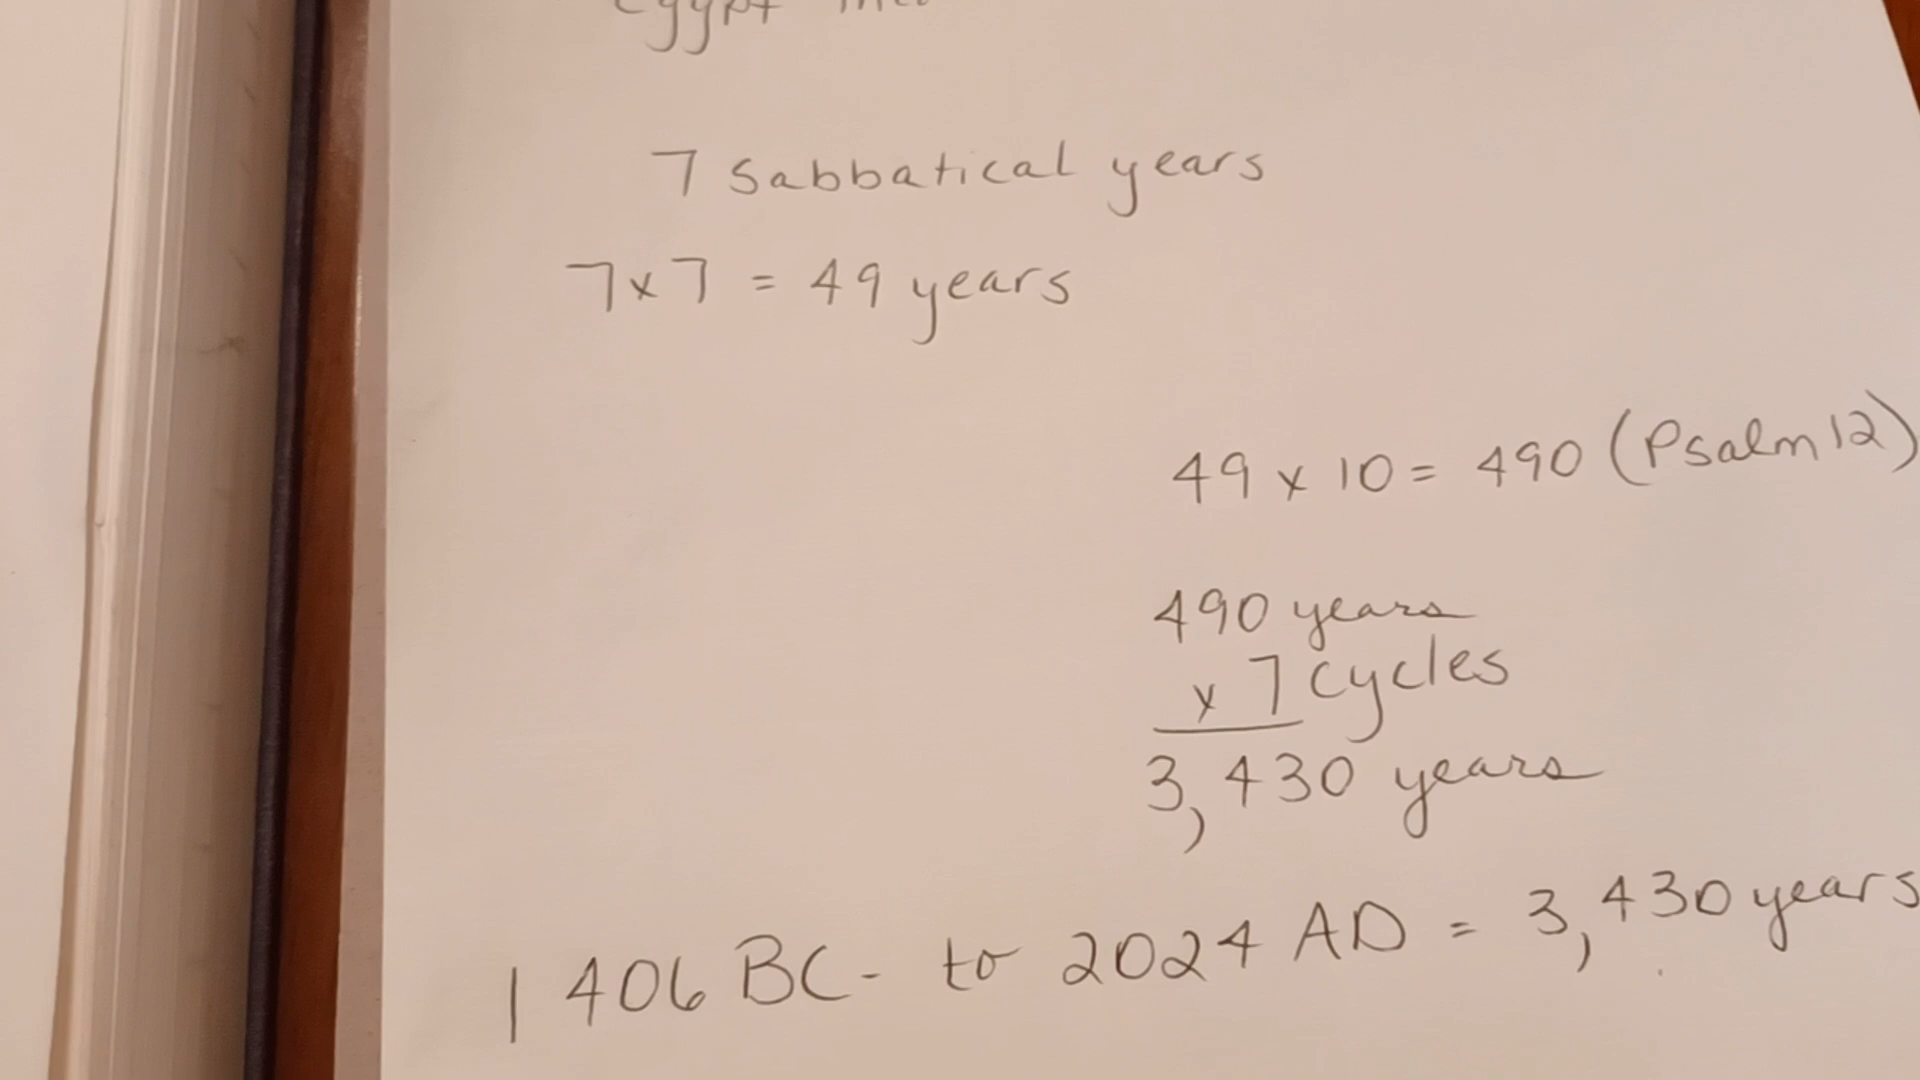 Egypt
7 Sabbatical years
7x7 = 49 years
49 x 10 = 490 (Psalm 12)
490 years
x 7 cycles
3,430 years
1406 BC - to 2024 AD = 3,430 years